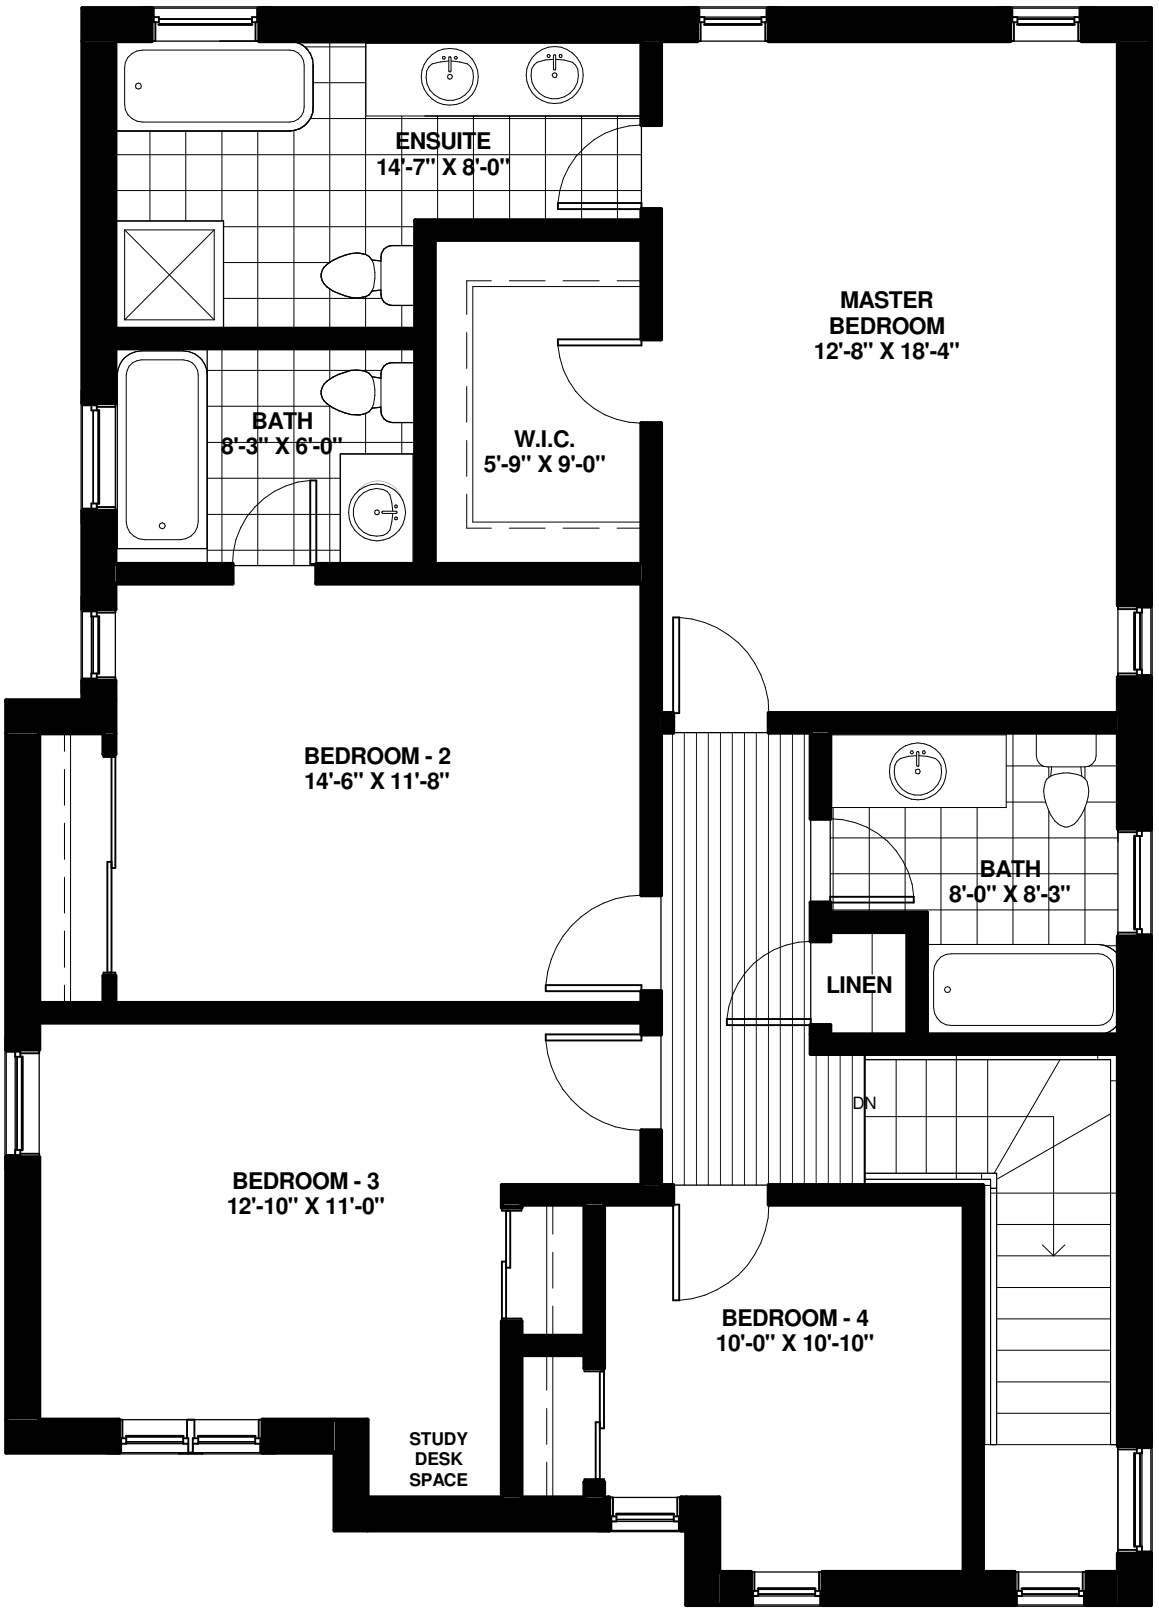 ENSUITE
14'-7" X 8'-0"
MASTER
BEDROOM
12'-8" X 18'-4"
BATH
8'-3" X 6'-0"
W.I.C.
5'-9" X 9'-0"
BEDROOM - 2
14'-6" X 11'-8"
BATH
8'-0" X 8'-3"
LINEN
DN
BEDROOM - 3
12'-10" X 11'-0"
BEDROOM - 4
10'-0" X 10'-10"
STUDY
DESK
SPACE